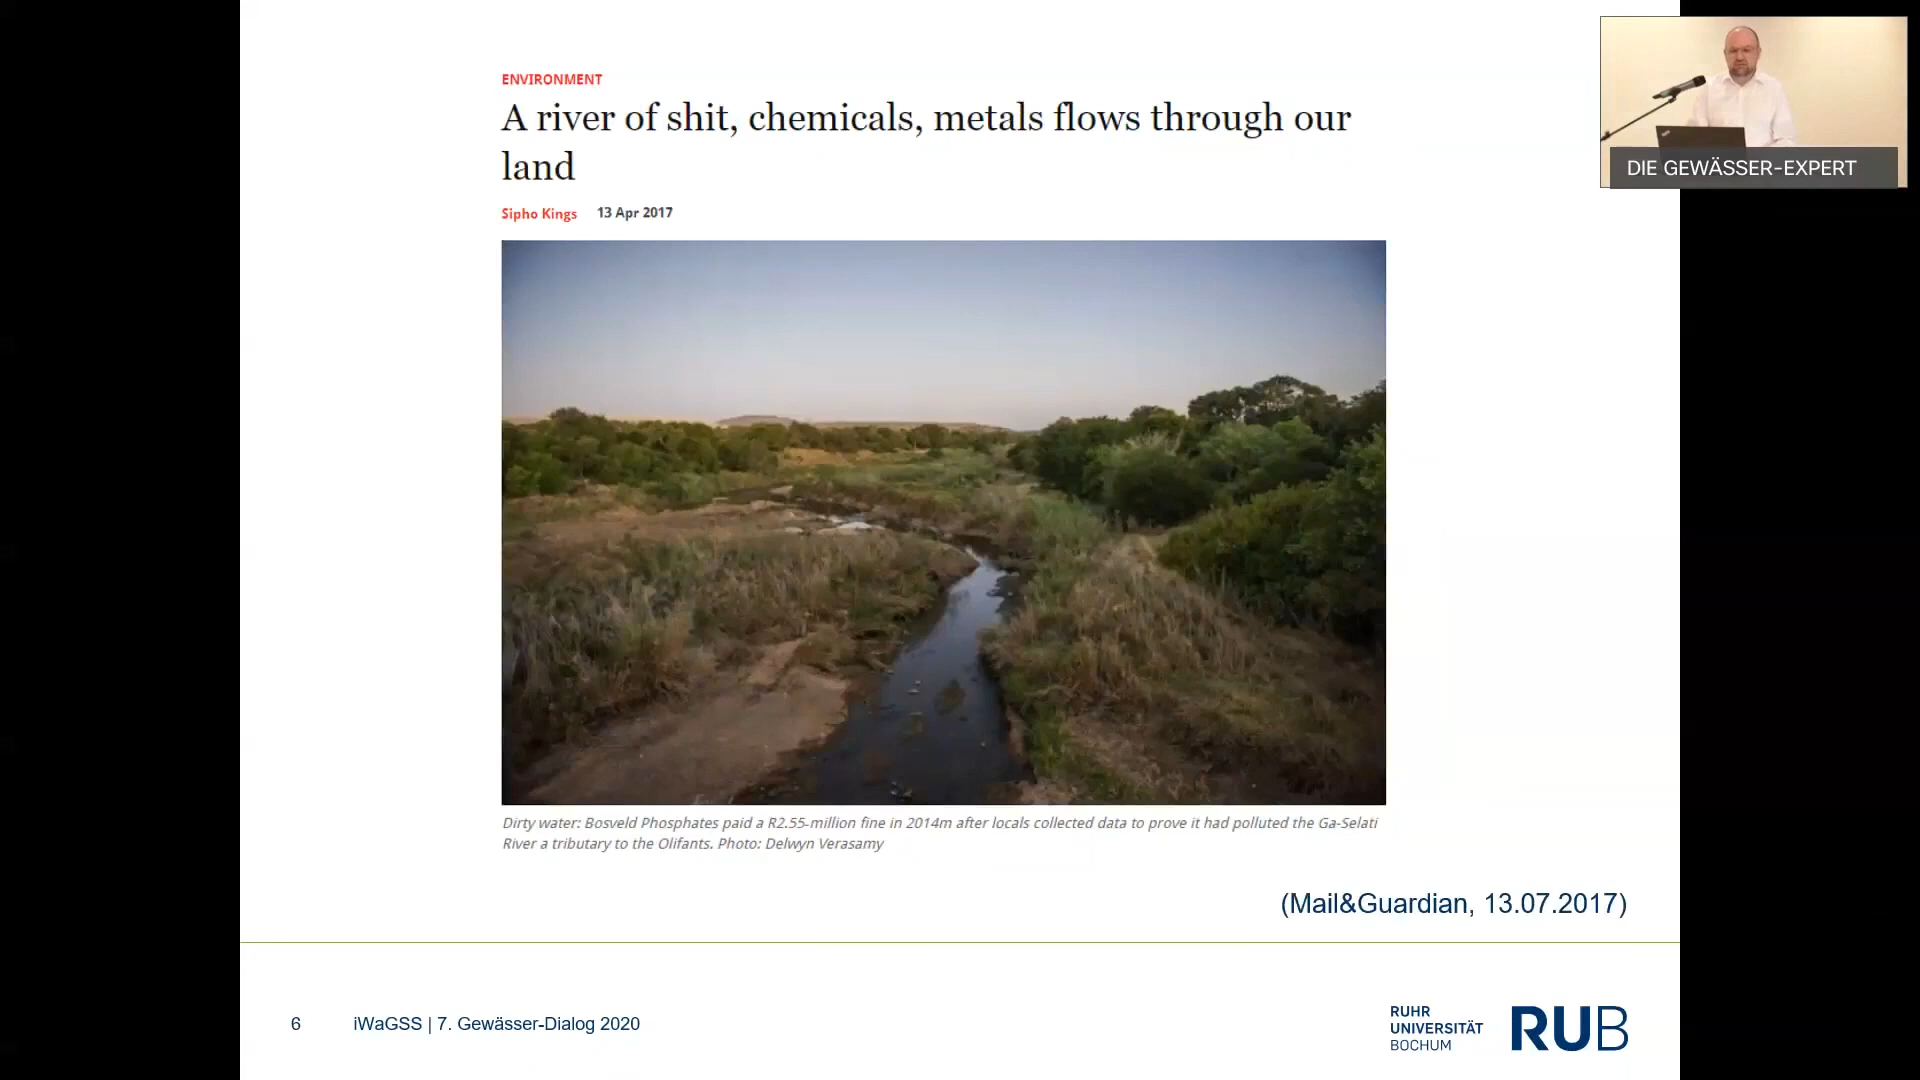 ENVIRONMENT
A river of shit, chemicals, metals flows through our
land
Sipho Kings 13 Apr 2017
Dirty water: Bosveld Phosphates paid a R2.55-million fine in 2014m after locals collected data to prove it had polluted the Ga-Selati
River a tributary to the Olifants. Photo: Delwyn Verasamy
(Mail&Guardian, 13.07.2017)
6 iWaGSS | 7. Gewässer-Dialog 2020
RUHR
UNIVERSITÄT
BOCHUM
RUB
DIE GEWÄSSER-EXPERT